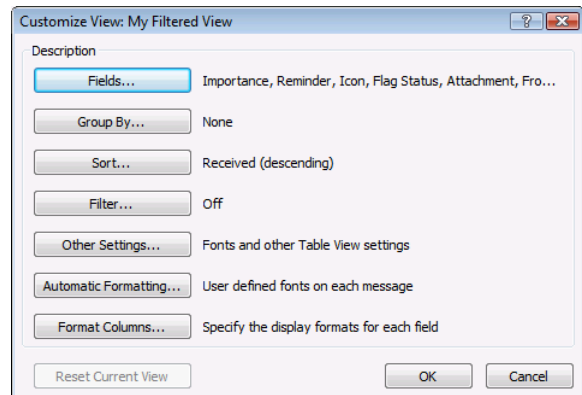 Customize View: My Filtered View
Description
Fields... Importance, Reminder, Icon, Flag Status, Attachment, Fro...
Group By... None
Sort... Received (descending)
Filter... Off
Other Settings... Fonts and other Table View settings
Automatic Formatting... User defined fonts on each message
Format Columns... Specify the display formats for each field
Reset Current View OK Cancel